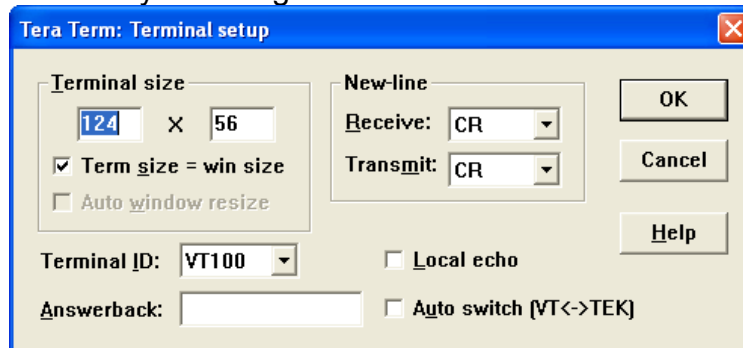 Tera Term: Terminal setup
Terminal size
124 X 56
Term size = win size
Auto window resize
New-line
Receive: CR
Transmit: CR
OK
Cancel
Help
Terminal ID: VT100
Local echo
Answerback:
Auto switch (VT<->TEK)